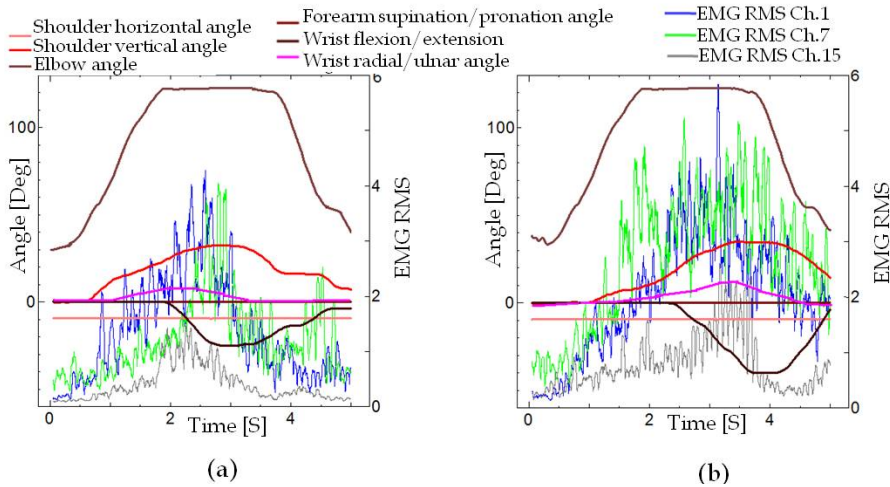 Shoulder horizontal angle
Shoulder vertical angle
Elbow angle
Forearm supination/pronation angle
Wrist flexion/extension
Wrist radial/ulnar angle
EMG RMS Ch.1
EMG RMS Ch.7
EMG RMS Ch.15
Angle [Deg]
100
0
6
4
2
0
EMG RMS
0
2
4
Time [S]
(a)
Angle [Deg]
100
0
6
4
2
0
EMG RMS
0
2
4
Time [S]
(b)